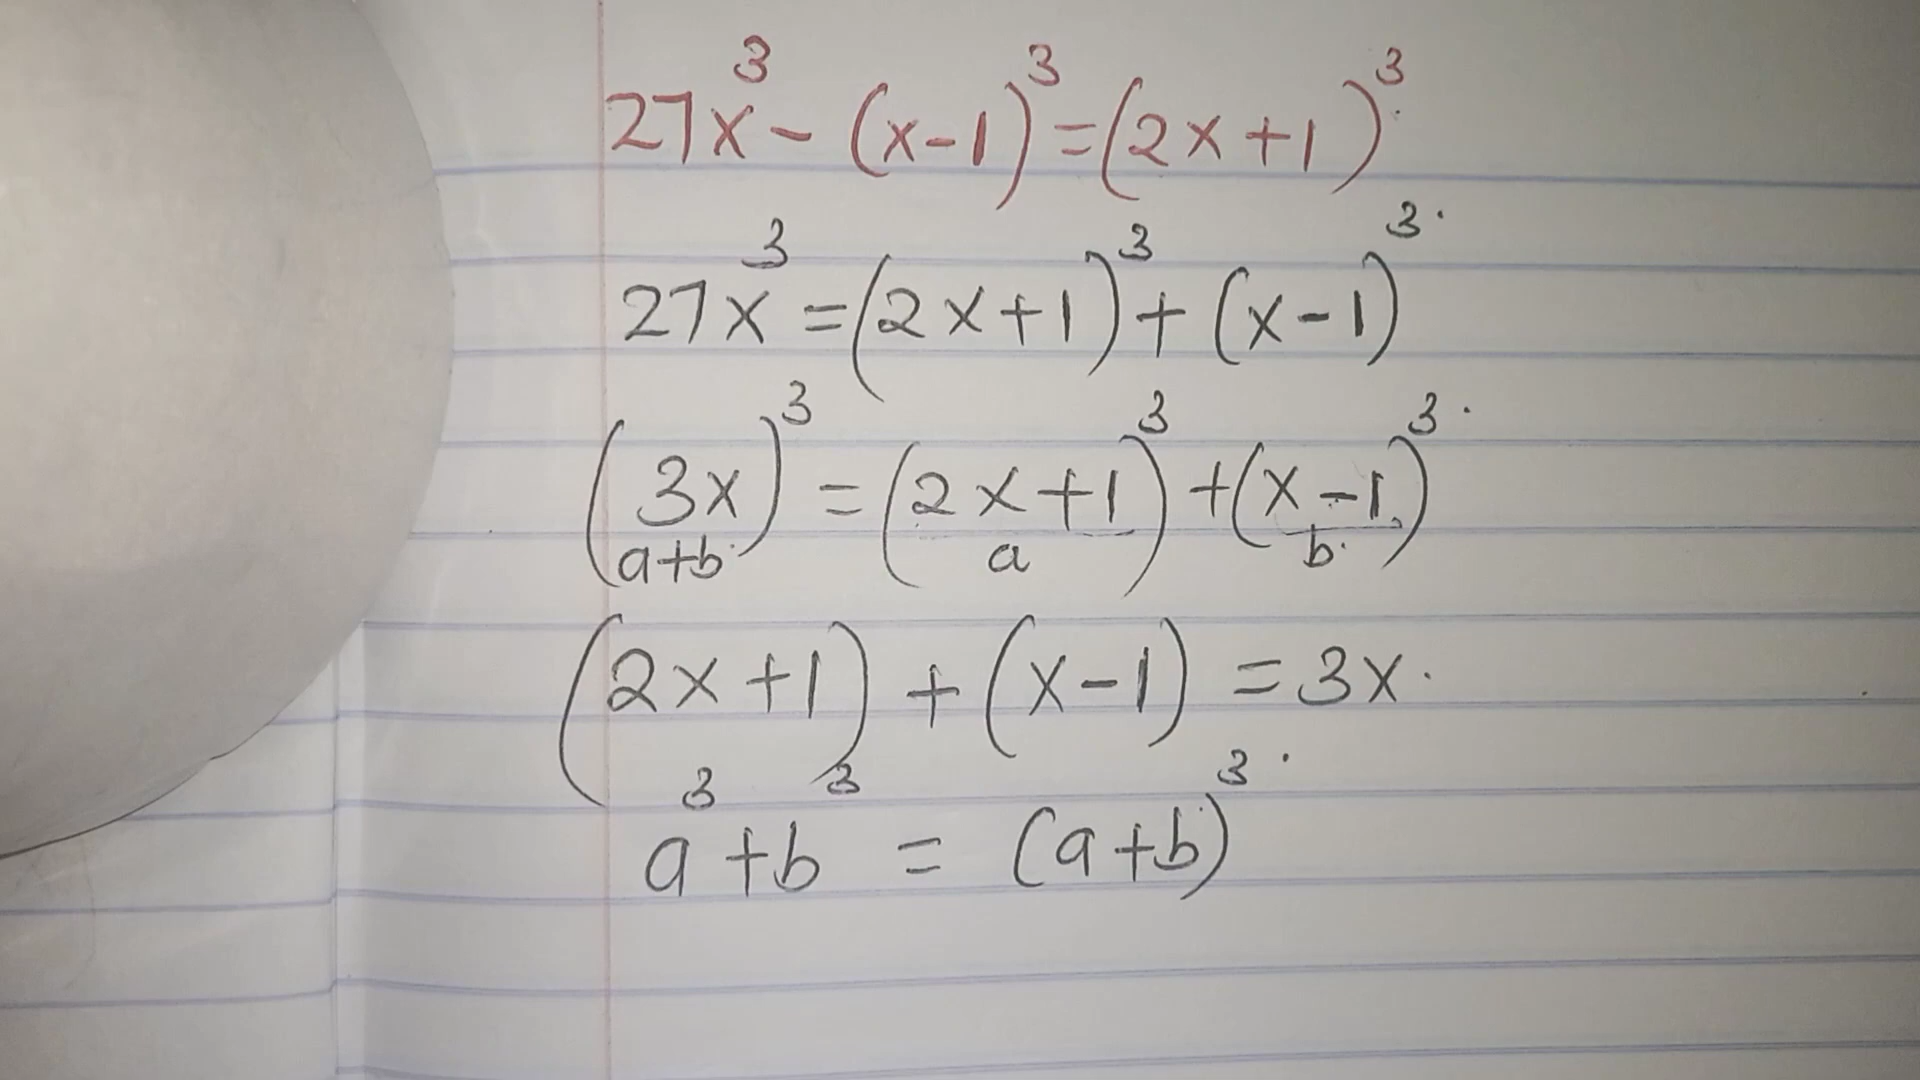 27x³ - (x-1)³ = (2x+1)³
27x³ = (2x+1)³ + (x-1)³
(3x)³ = (2x+1)³ + (x-1)³
a+b a b
(2x+1) + (x-1) = 3x
a³ + b³ = (a+b)³